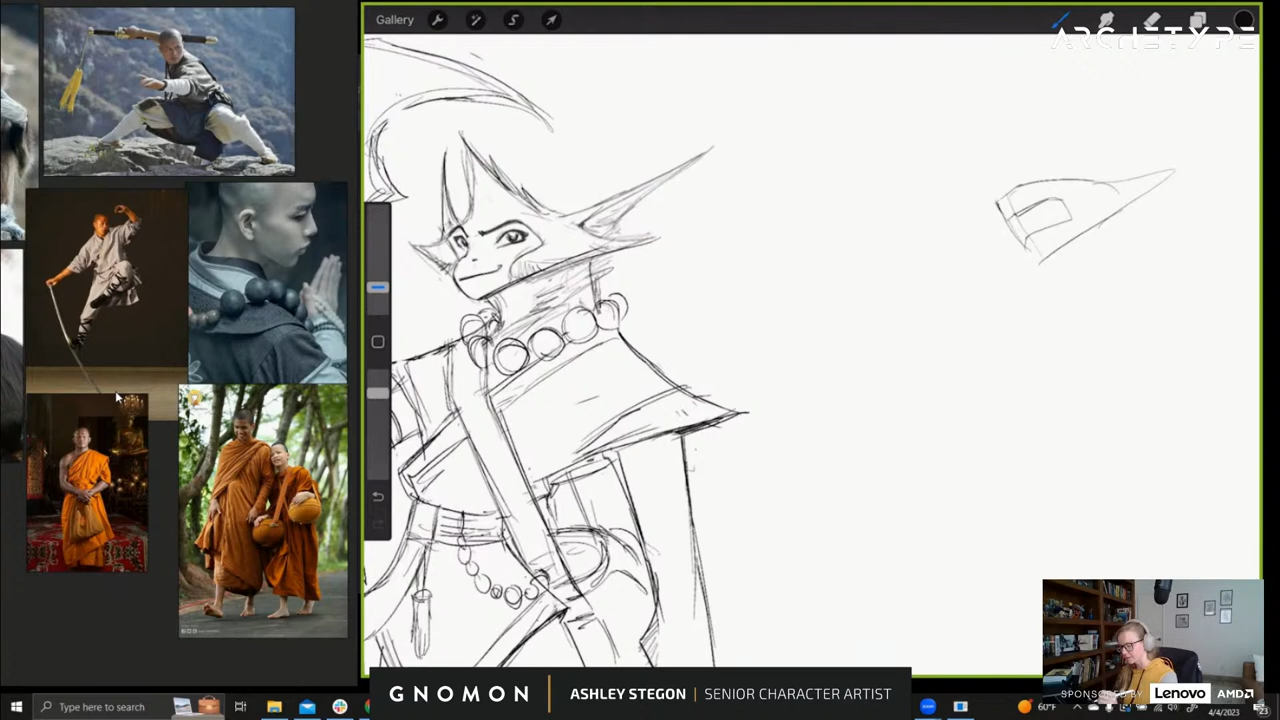 Gallery
ARCHETYPE
GNOMON
ASHLEY STEGON | SENIOR CHARACTER ARTIST
SPONSORED BY Lenovo AMD
Type here to search
60°F
4/4/2023
23